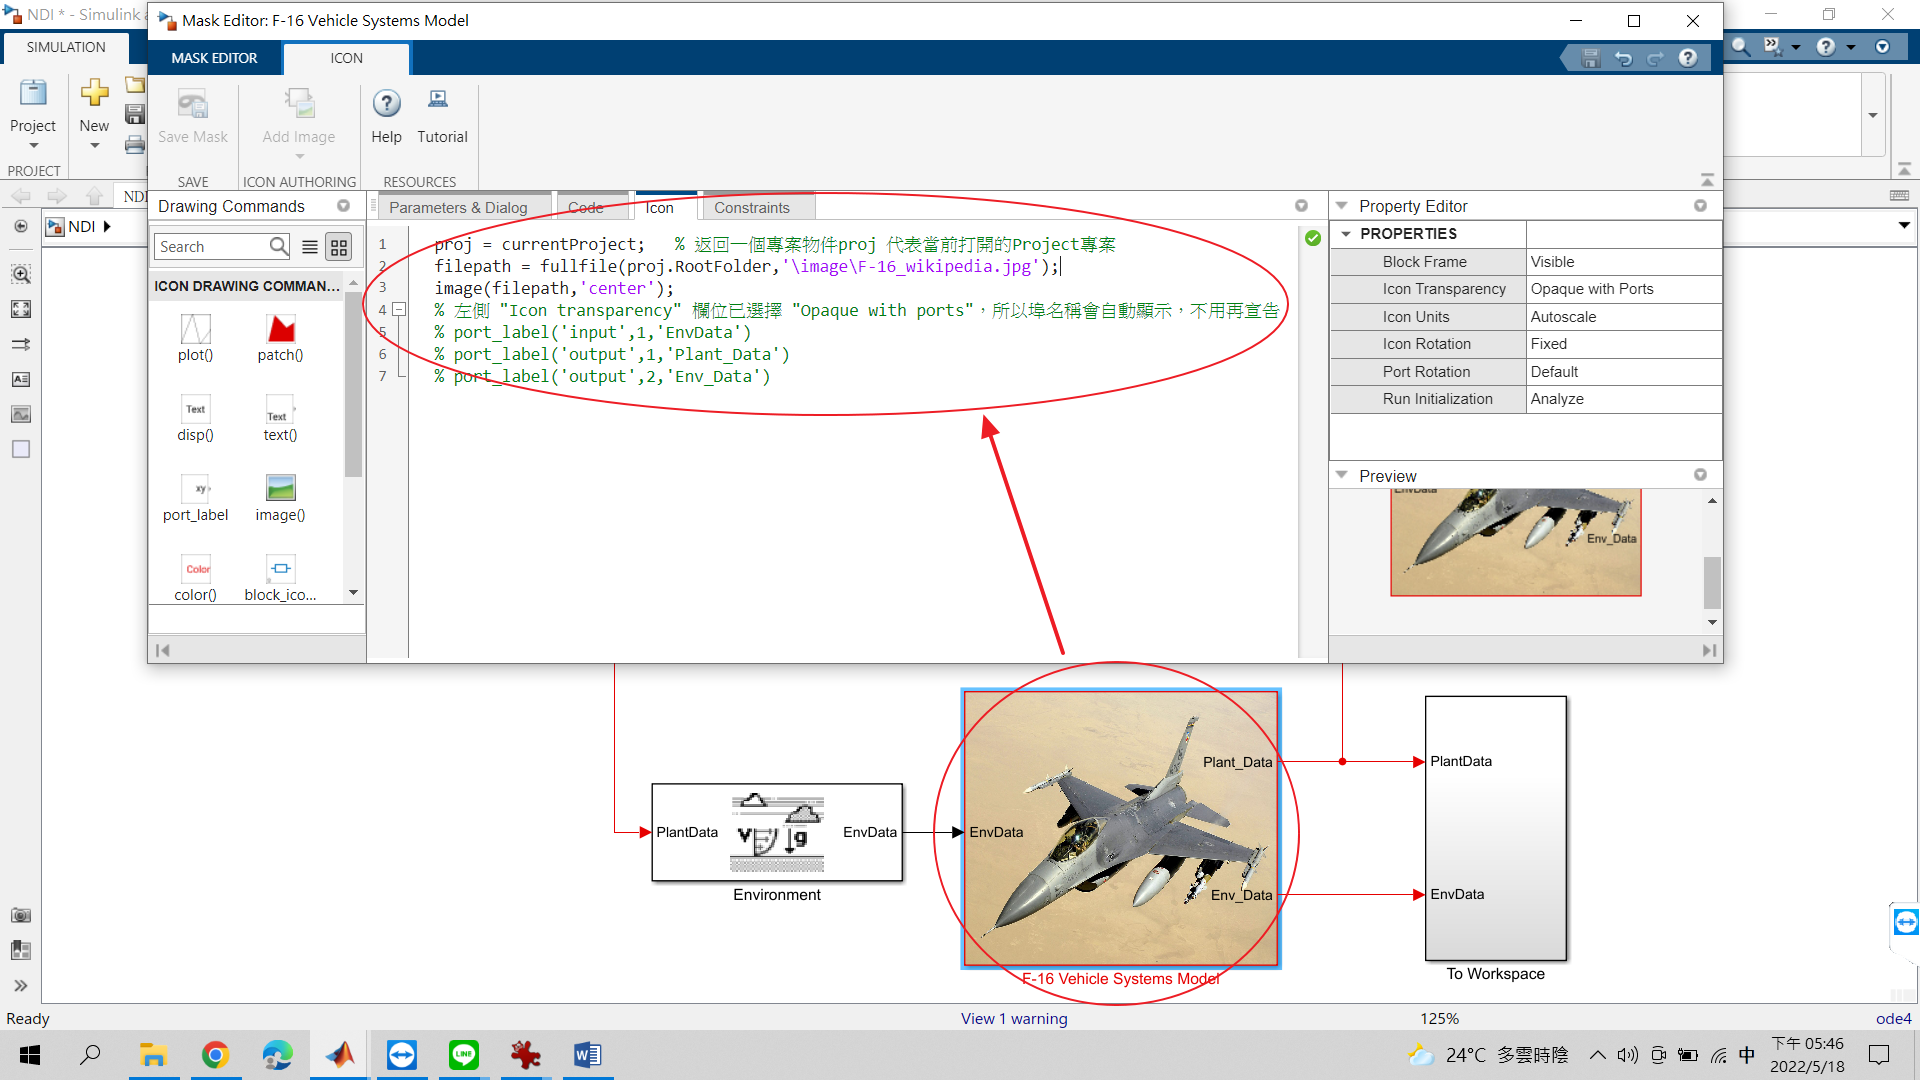 NDI * - Simulink
Mask Editor: F-16 Vehicle Systems Model
SIMULATION
MASK EDITOR
ICON
Project
New
Save Mask
Add Image
Help
Tutorial
PROJECT
SAVE
ICON AUTHORING
RESOURCES
NDI
Drawing Commands
Parameters & Dialog
Code
Icon
Constraints
Property Editor
NDI
Search
ICON DRAWING COMMAN...
plot()
patch()
Text
Text
disp()
text()
xy
port_label
image()
Color
color()
block_ico...
1 proj = currentProject; % 返回一個專案物件proj 代表當前打開的Project專案
2 filepath = fullfile(proj.RootFolder,'\image\F-16_wikipedia.jpg');
3 image(filepath,'center');
4 % 左側 "Icon transparency" 欄位已選擇 "Opaque with ports"，所以埠名稱會自動顯示，不用再宣告
5 % port_label('input',1,'EnvData')
6 % port_label('output',1,'Plant_Data')
7 % port_label('output',2,'Env_Data')
PROPERTIES
Block Frame Visible
Icon Transparency Opaque with Ports
Icon Units Autoscale
Icon Rotation Fixed
Port Rotation Default
Run Initialization Analyze
Preview
EnvData
Env_Data
PlantData
V
g
EnvData
Environment
EnvData
Plant_Data
Env_Data
F-16 Vehicle Systems Model
PlantData
EnvData
To Workspace
Ready
View 1 warning
125%
ode4
LINE
W
24°C 多雲時陰
中
下午 05:46
2022/5/18